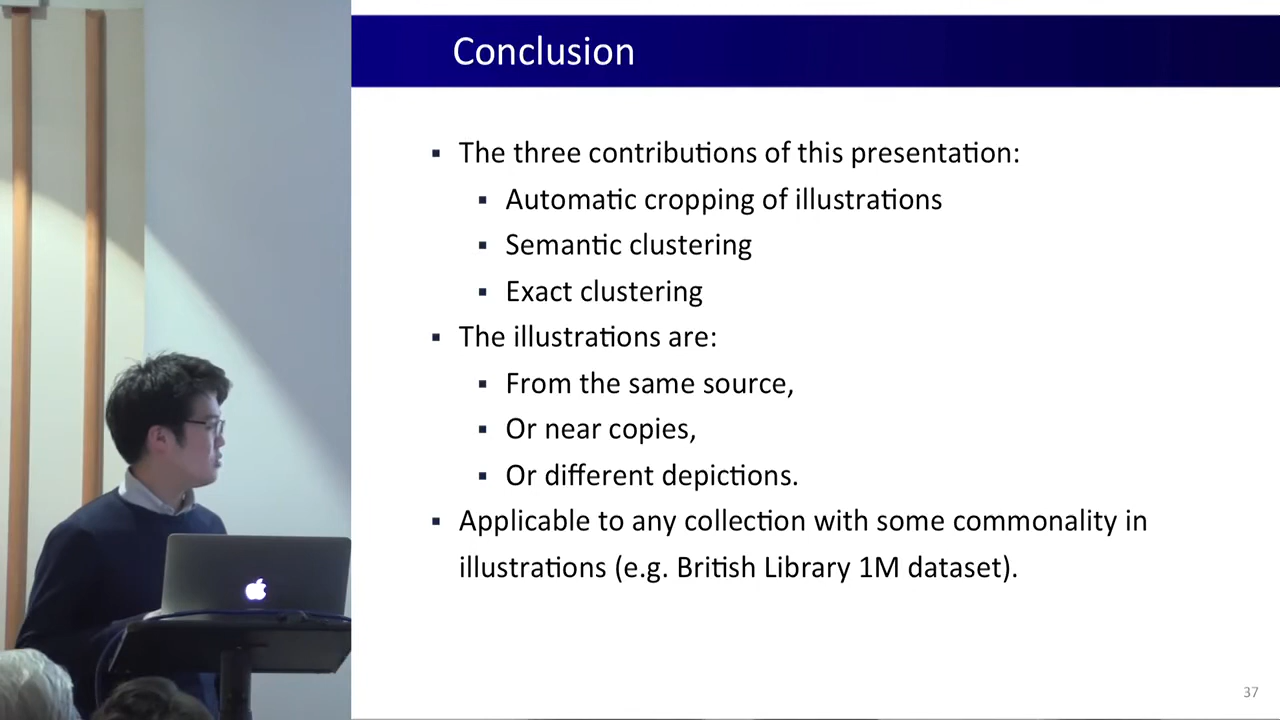 Conclusion
▪ The three contributions of this presentation:
▪ Automatic cropping of illustrations
▪ Semantic clustering
▪ Exact clustering
▪ The illustrations are:
▪ From the same source,
▪ Or near copies,
▪ Or different depictions.
▪ Applicable to any collection with some commonality in
illustrations (e.g. British Library 1M dataset).
37